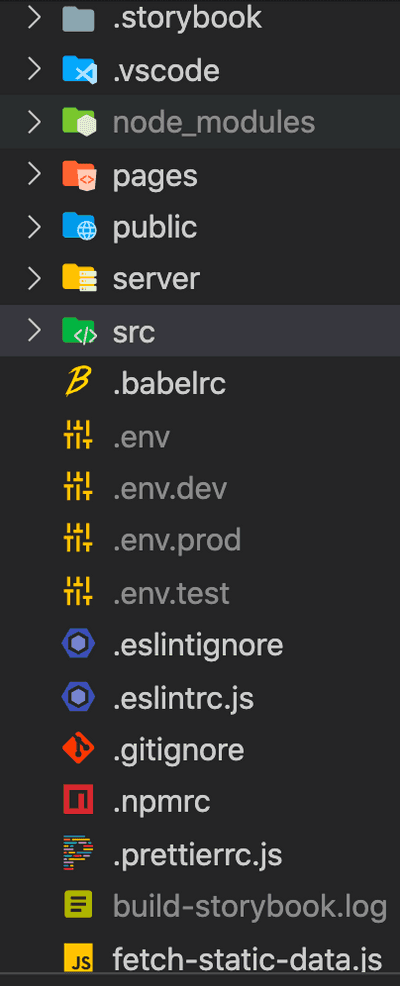 .storybook
.vscode
node_modules
pages
public
server
src
.babelrc
.env
.env.dev
.env.prod
.env.test
.eslintignore
.eslintrc.js
.gitignore
.npmrc
.prettierrc.js
build-storybook.log
JS fetch-static-data.js